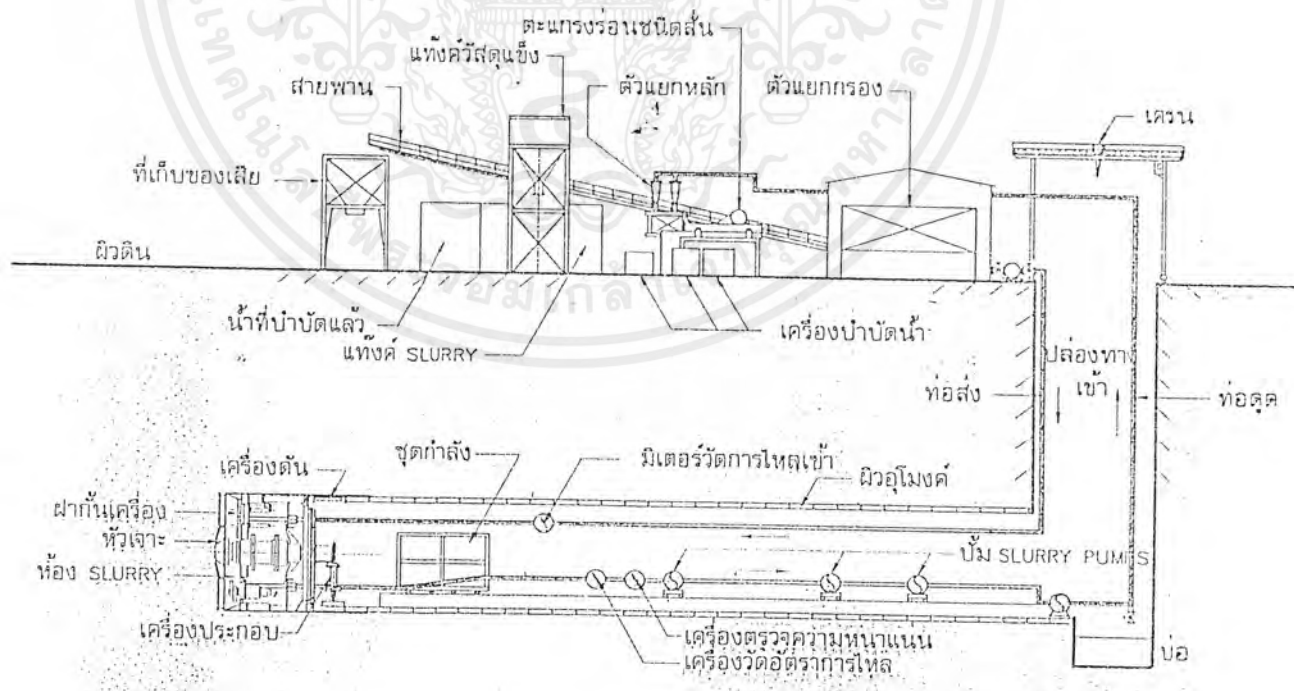 ตะแกรงร่อนชนิดสั่น
แท๊งค์วัสดุแข็ง
สายพาน
ตัวแยกหลัก
ตัวแยกกรอง
เครน
ที่เก็บของเสีย
ผิวดิน
น้ำที่บำบัดแล้ว
แท๊งค์ SLURRY
เครื่องบำบัดน้ำ
ปล่องทาง
เข้า
ท่อส่ง
ท่อดูด
เครื่องดัน
ชุดกำลัง
มิเตอร์วัดการไหลเข้า
ผิวอุโมงค์
ฝากั้นเครื่อง
หัวเจาะ
ห้อง SLURRY
ปั้ม SLURRY PUMPS
เครื่องประกอบ
เครื่องตรวจความหนาแน่น
เครื่องวัดอัตราการไหล
บ่อ